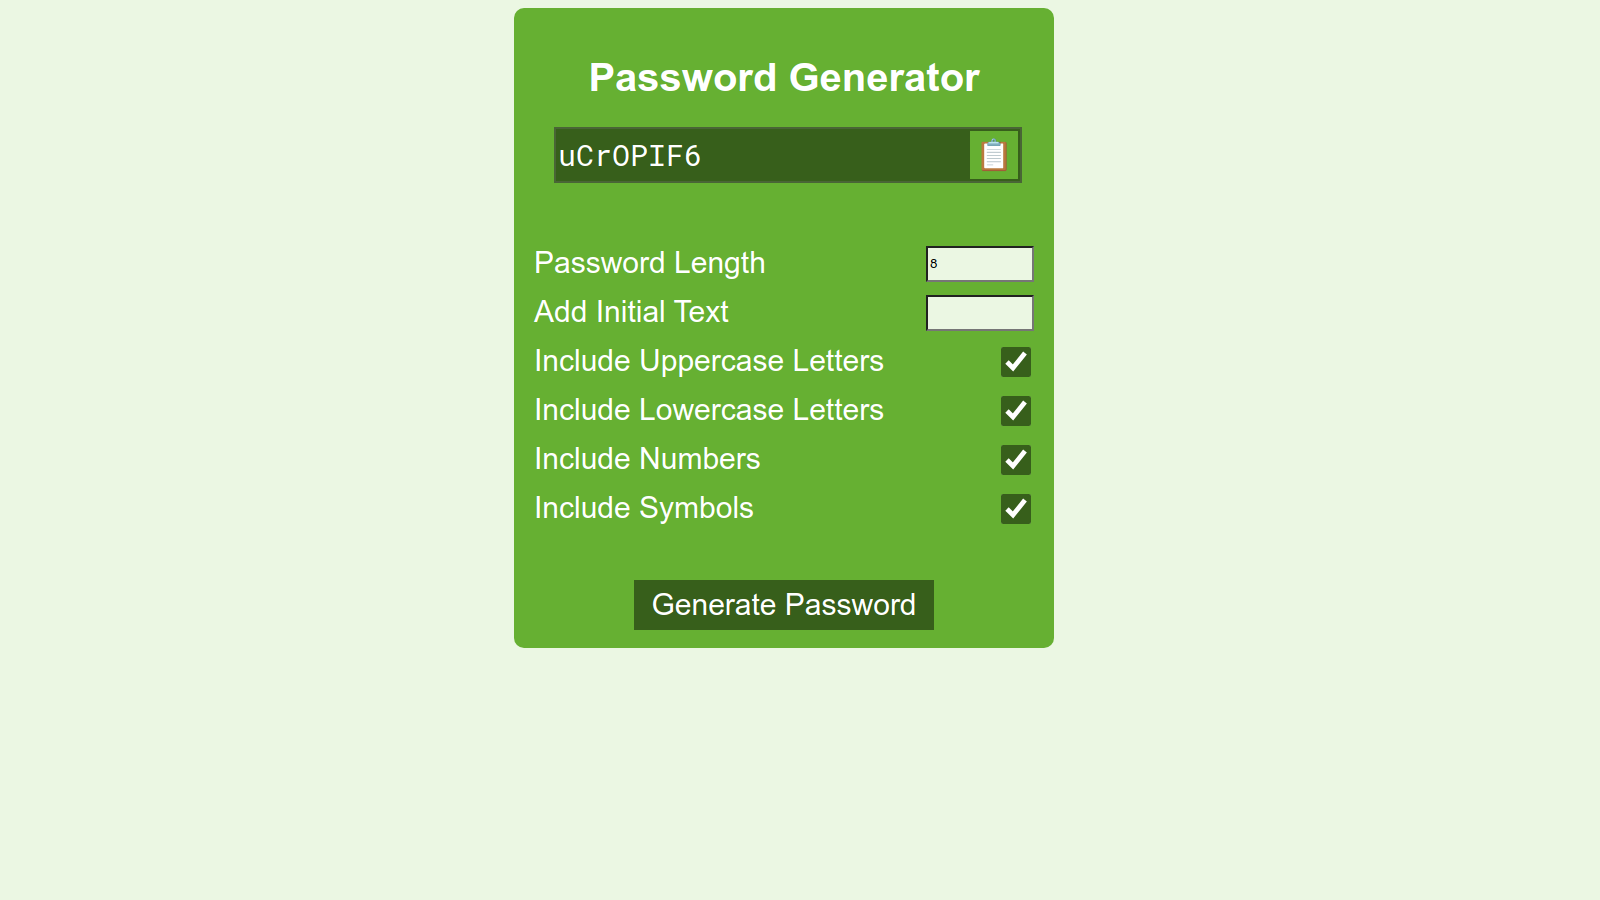 Password Generator
uCrOPIF6
Password Length
8
Add Initial Text
Include Uppercase Letters
Include Lowercase Letters
Include Numbers
Include Symbols
Generate Password